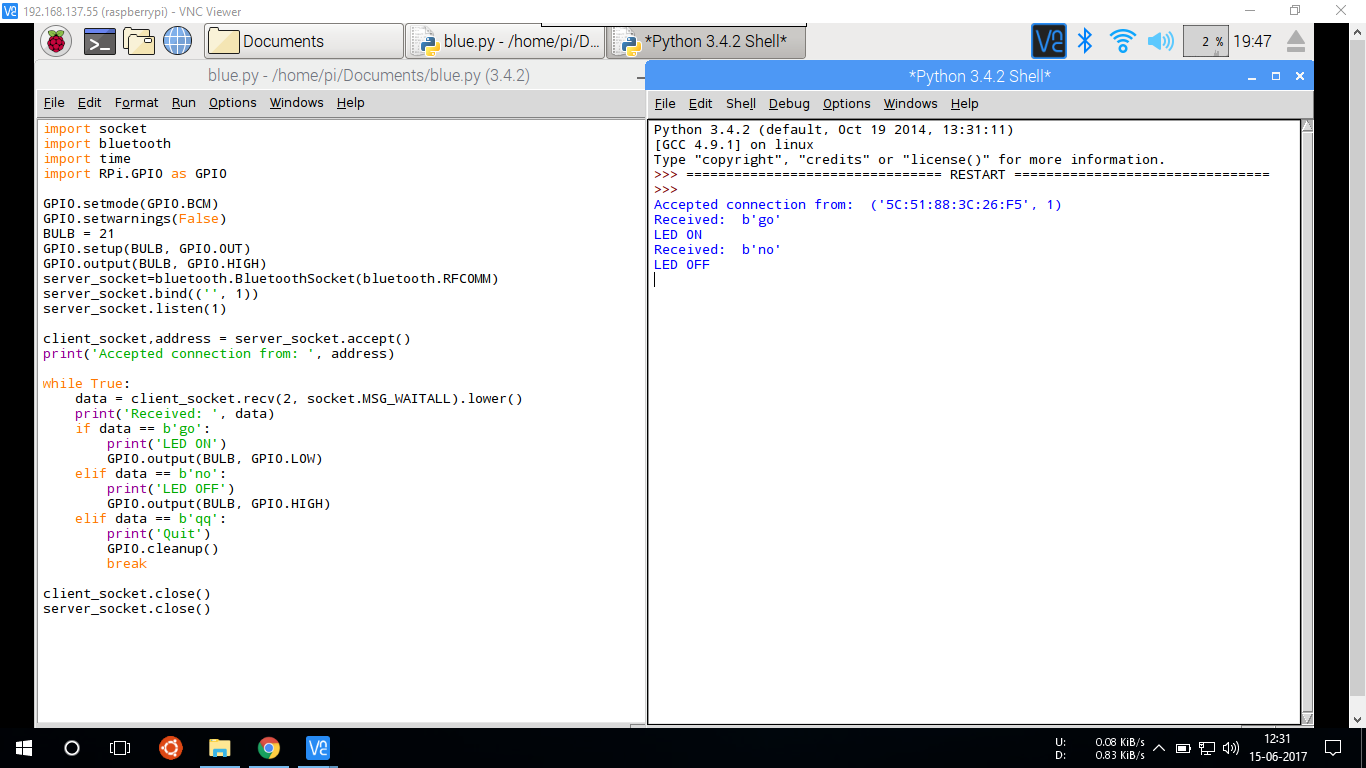 192.168.137.55 (raspberrypi) - VNC Viewer
Documents
blue.py - /home/pi/D...
*Python 3.4.2 Shell*
2 %
19:47
blue.py - /home/pi/Documents/blue.py (3.4.2)
File Edit Format Run Options Windows Help
import socket
import bluetooth
import time
import RPi.GPIO as GPIO

GPIO.setmode(GPIO.BCM)
GPIO.setwarnings(False)
BULB = 21
GPIO.setup(BULB, GPIO.OUT)
GPIO.output(BULB, GPIO.HIGH)
server_socket=bluetooth.BluetoothSocket(bluetooth.RFCOMM)
server_socket.bind(('', 1))
server_socket.listen(1)

client_socket,address = server_socket.accept()
print('Accepted connection from: ', address)

while True:
    data = client_socket.recv(2, socket.MSG_WAITALL).lower()
    print('Received: ', data)
    if data == b'go':
        print('LED ON')
        GPIO.output(BULB, GPIO.LOW)
    elif data == b'no':
        print('LED OFF')
        GPIO.output(BULB, GPIO.HIGH)
    elif data == b'qq':
        print('Quit')
        GPIO.cleanup()
        break

client_socket.close()
server_socket.close()
*Python 3.4.2 Shell*
File Edit Shell Debug Options Windows Help
Python 3.4.2 (default, Oct 19 2014, 13:31:11)
[GCC 4.9.1] on linux
Type "copyright", "credits" or "license()" for more information.
>>> ================================ RESTART ================================
>>>
Accepted connection from:  ('5C:51:88:3C:26:F5', 1)
Received:  b'go'
LED ON
Received:  b'no'
LED OFF
U: 0.08 KiB/s
D: 0.83 KiB/s
12:31
15-06-2017